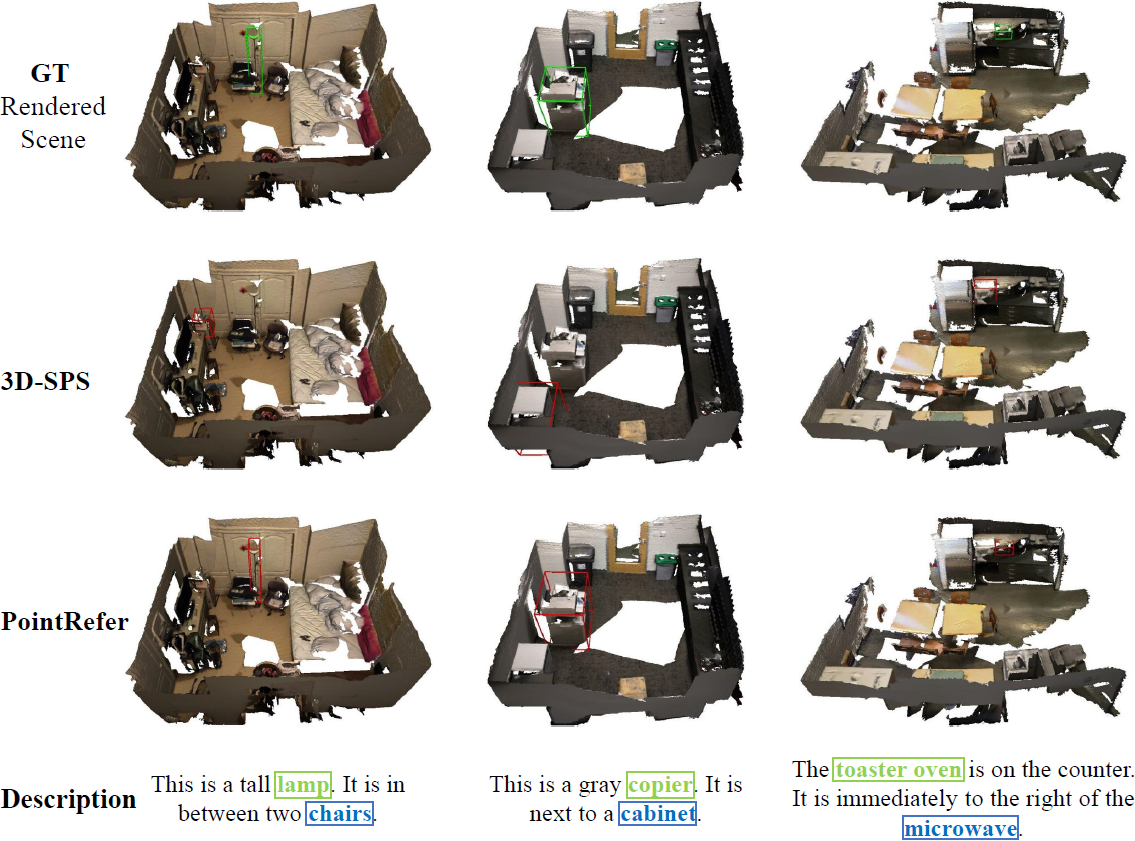 GT
Rendered
Scene
3D-SPS
PointRefer
Description
This is a tall lamp. It is in
between two chairs.
This is a gray copier. It is
next to a cabinet.
The toaster oven is on the counter.
It is immediately to the right of the
microwave.